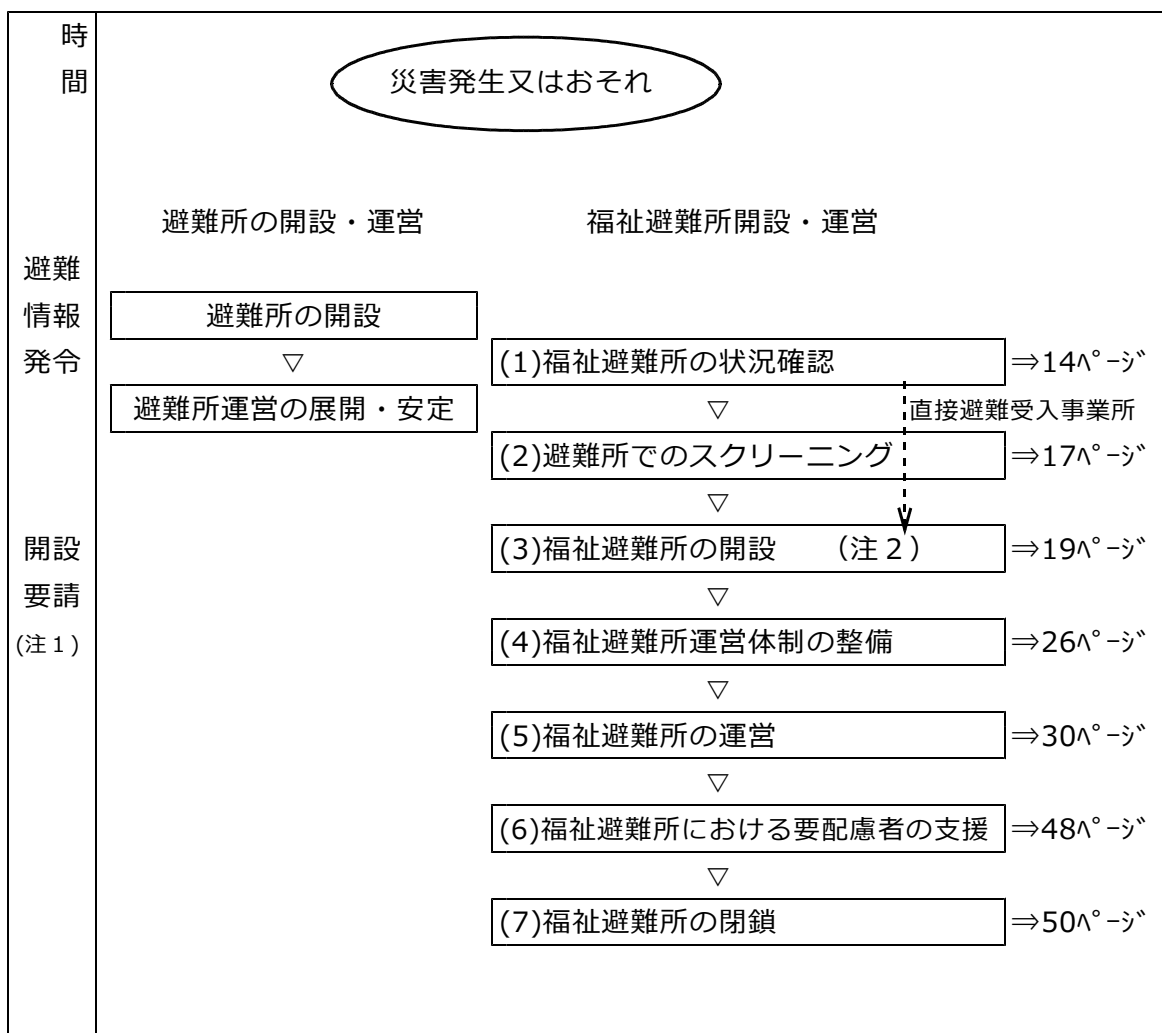 時
間
災害発生又はおそれ
避難所の開設・運営 福祉避難所開設・運営
避難
情報
発令
避難所の開設
▽
避難所運営の展開・安定
(1)福祉避難所の状況確認 ⇒14ﾍﾟｰｼﾞ
▽ 直接避難受入事業所
(2)避難所でのスクリーニング ⇒17ﾍﾟｰｼﾞ
▽
開設
要請
(注１)
(3)福祉避難所の開設 （注２） ⇒19ﾍﾟｰｼﾞ
▽
(4)福祉避難所運営体制の整備 ⇒26ﾍﾟｰｼﾞ
▽
(5)福祉避難所の運営 ⇒30ﾍﾟｰｼﾞ
▽
(6)福祉避難所における要配慮者の支援 ⇒48ﾍﾟｰｼﾞ
▽
(7)福祉避難所の閉鎖 ⇒50ﾍﾟｰｼﾞ